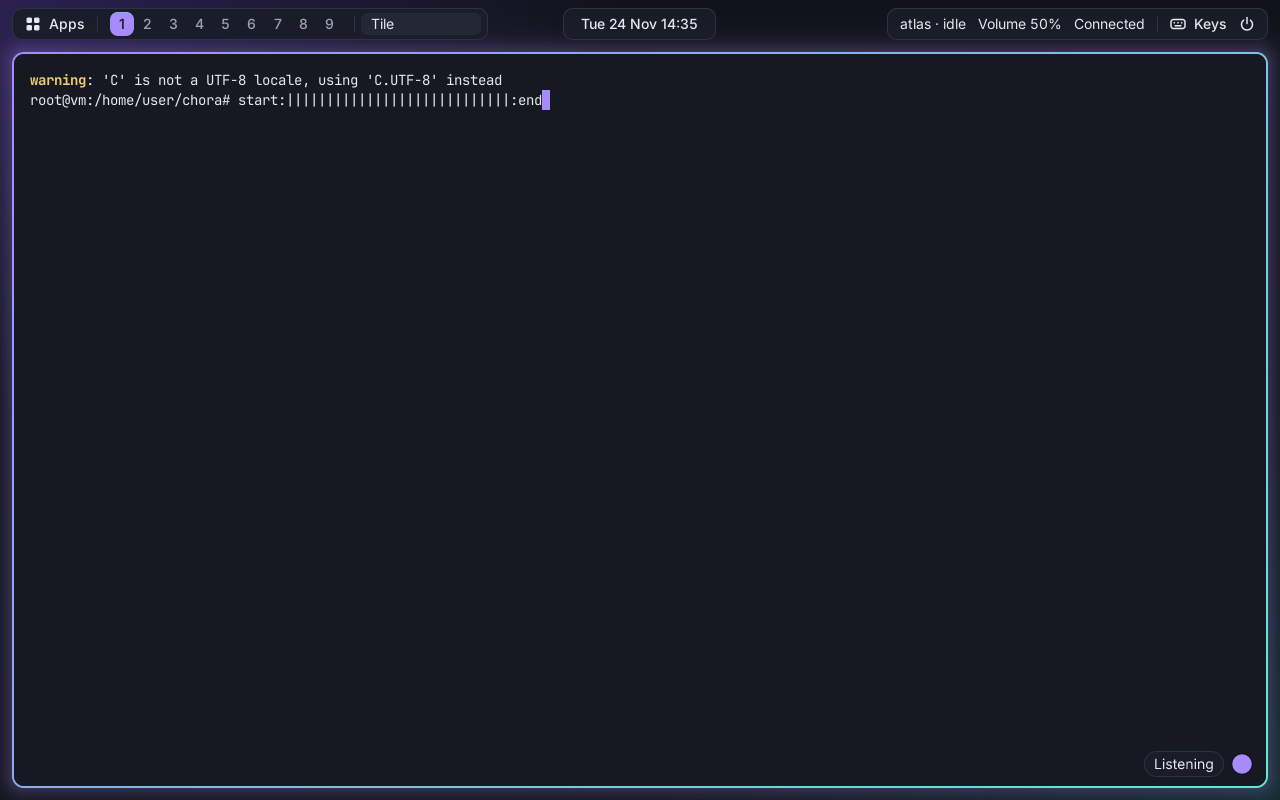 Apps 1 2 3 4 5 6 7 8 9 Tile
Tue 24 Nov 14:35
atlas · idle Volume 50% Connected Keys
warning: 'C' is not a UTF-8 locale, using 'C.UTF-8' instead
root@vm:/home/user/chora# start:||||||||||||||||||||||||||||:end
Listening